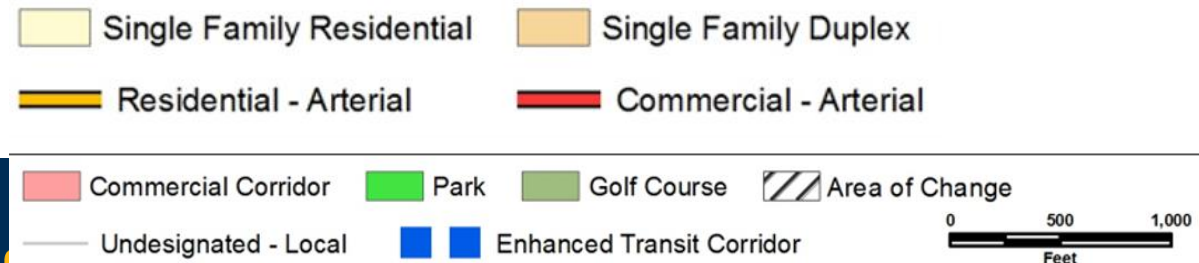 Single Family Residential Single Family Duplex
Residential - Arterial Commercial - Arterial
Commercial Corridor Park Golf Course Area of Change
0 500 1,000
Undesignated - Local Enhanced Transit Corridor
Feet